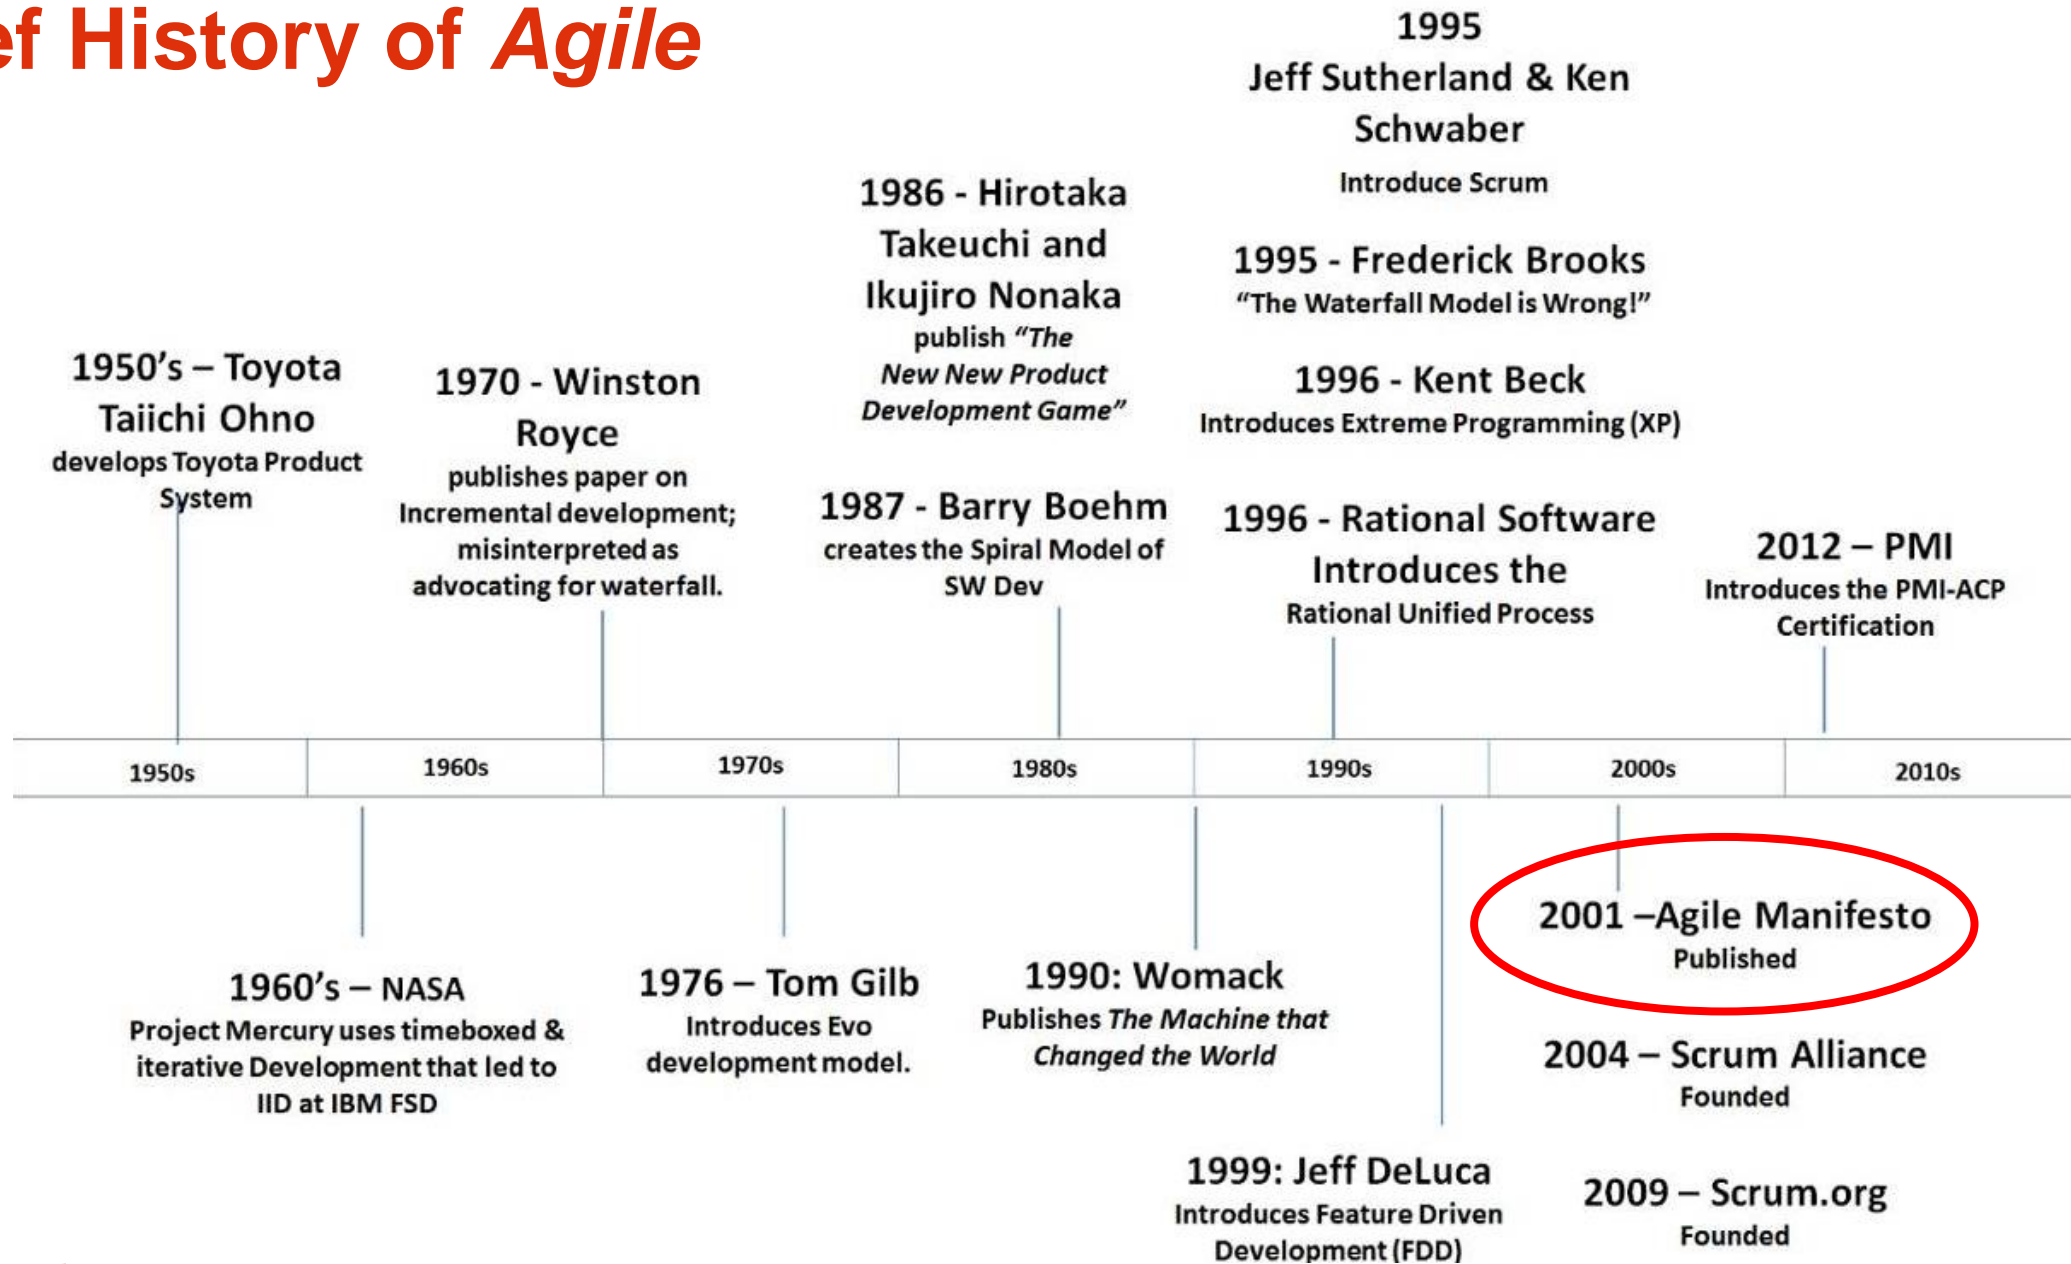 ef History of Agile
1995
Jeff Sutherland & Ken
Schwaber
Introduce Scrum
1986 - Hirotaka
Takeuchi and
Ikujiro Nonaka
publish “The
New New Product
Development Game”
1995 - Frederick Brooks
“The Waterfall Model is Wrong!”
1950’s – Toyota
Taiichi Ohno
develops Toyota Product
System
1970 - Winston
Royce
publishes paper on
Incremental development;
misinterpreted as
advocating for waterfall.
1996 - Kent Beck
Introduces Extreme Programming (XP)
1987 - Barry Boehm
creates the Spiral Model of
SW Dev
1996 - Rational Software
Introduces the
Rational Unified Process
2012 – PMI
Introduces the PMI-ACP
Certification
1950s
1960s
1970s
1980s
1990s
2000s
2010s
1960’s – NASA
Project Mercury uses timeboxed &
iterative Development that led to
IID at IBM FSD
1976 – Tom Gilb
Introduces Evo
development model.
1990: Womack
Publishes The Machine that
Changed the World
2001 –Agile Manifesto
Published
2004 – Scrum Alliance
Founded
1999: Jeff DeLuca
Introduces Feature Driven
Development (FDD)
2009 – Scrum.org
Founded